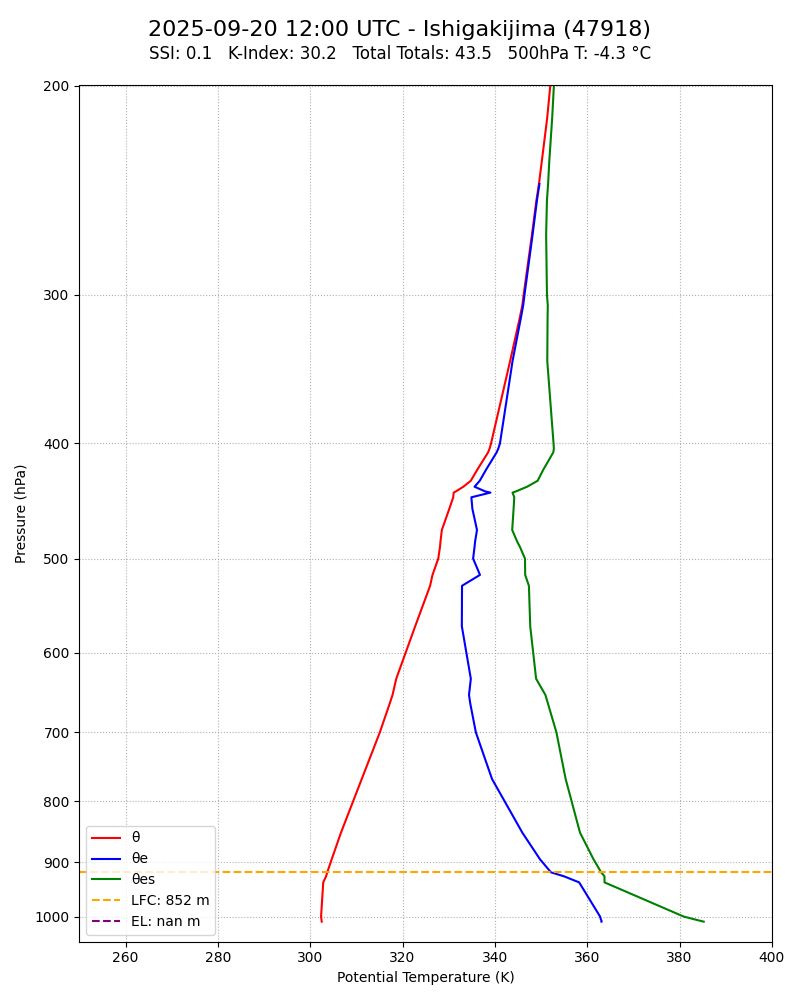 2025-09-20 12:00 UTC - Ishigakijima (47918)
SSI: 0.1   K-Index: 30.2   Total Totals: 43.5   500hPa T: -4.3 °C
200
300
400
500
600
700
800
900
1000
Pressure (hPa)
θ
θe
θes
LFC: 852 m
EL: nan m
260 280 300 320 340 360 380 400
Potential Temperature (K)